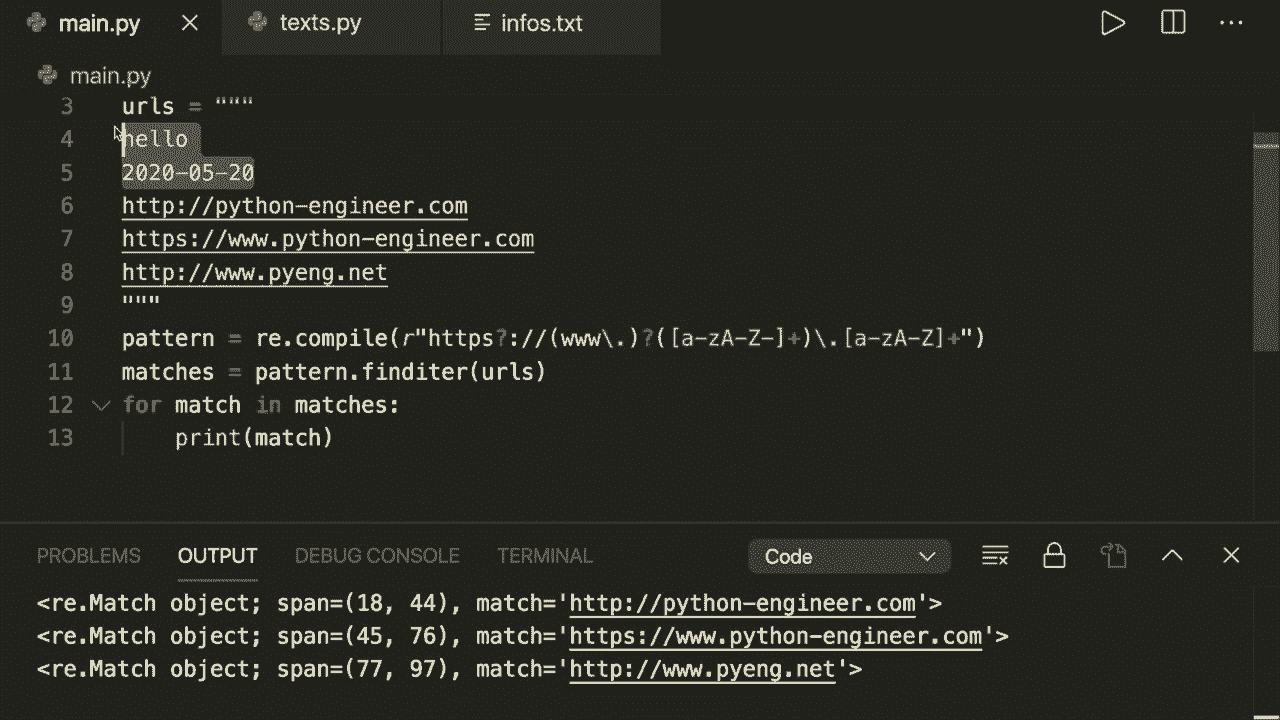 main.py texts.py infos.txt
main.py
3 urls = """
4 hello
5 2020-05-20
6 http://python-engineer.com
7 https://www.python-engineer.com
8 http://www.pyeng.net
9 """
10 pattern = re.compile(r"https?://(www\.)?([a-zA-Z-]+)\.[a-zA-Z]+")
11 matches = pattern.finditer(urls)
12 for match in matches:
13 print(match)
PROBLEMS OUTPUT DEBUG CONSOLE TERMINAL Code
<re.Match object; span=(18, 44), match='http://python-engineer.com'>
<re.Match object; span=(45, 76), match='https://www.python-engineer.com'>
<re.Match object; span=(77, 97), match='http://www.pyeng.net'>